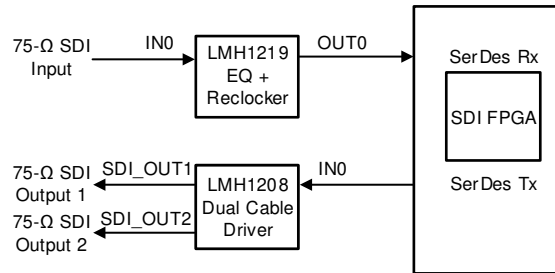 75-Ω SDI
Input
IN0
LMH1219
EQ +
Reclocker
OUT0
SerDes Rx
SDI FPGA
SerDes Tx
75-Ω SDI
Output 1
SDI_OUT1
75-Ω SDI
Output 2
SDI_OUT2
LMH1208
Dual Cable
Driver
IN0